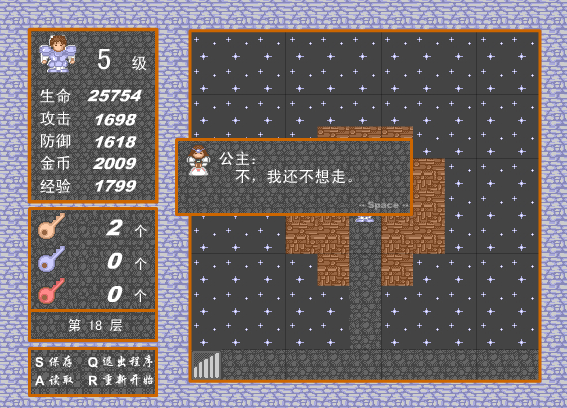 5 级
生命 25754
攻击 1698
防御 1618
金币 2009
经验 1799
2 个
0 个
0 个
第 18 层
S 保存 Q 退出程序
A 读取 R 重新开始
公主：
不，我还不想走。
- Space -